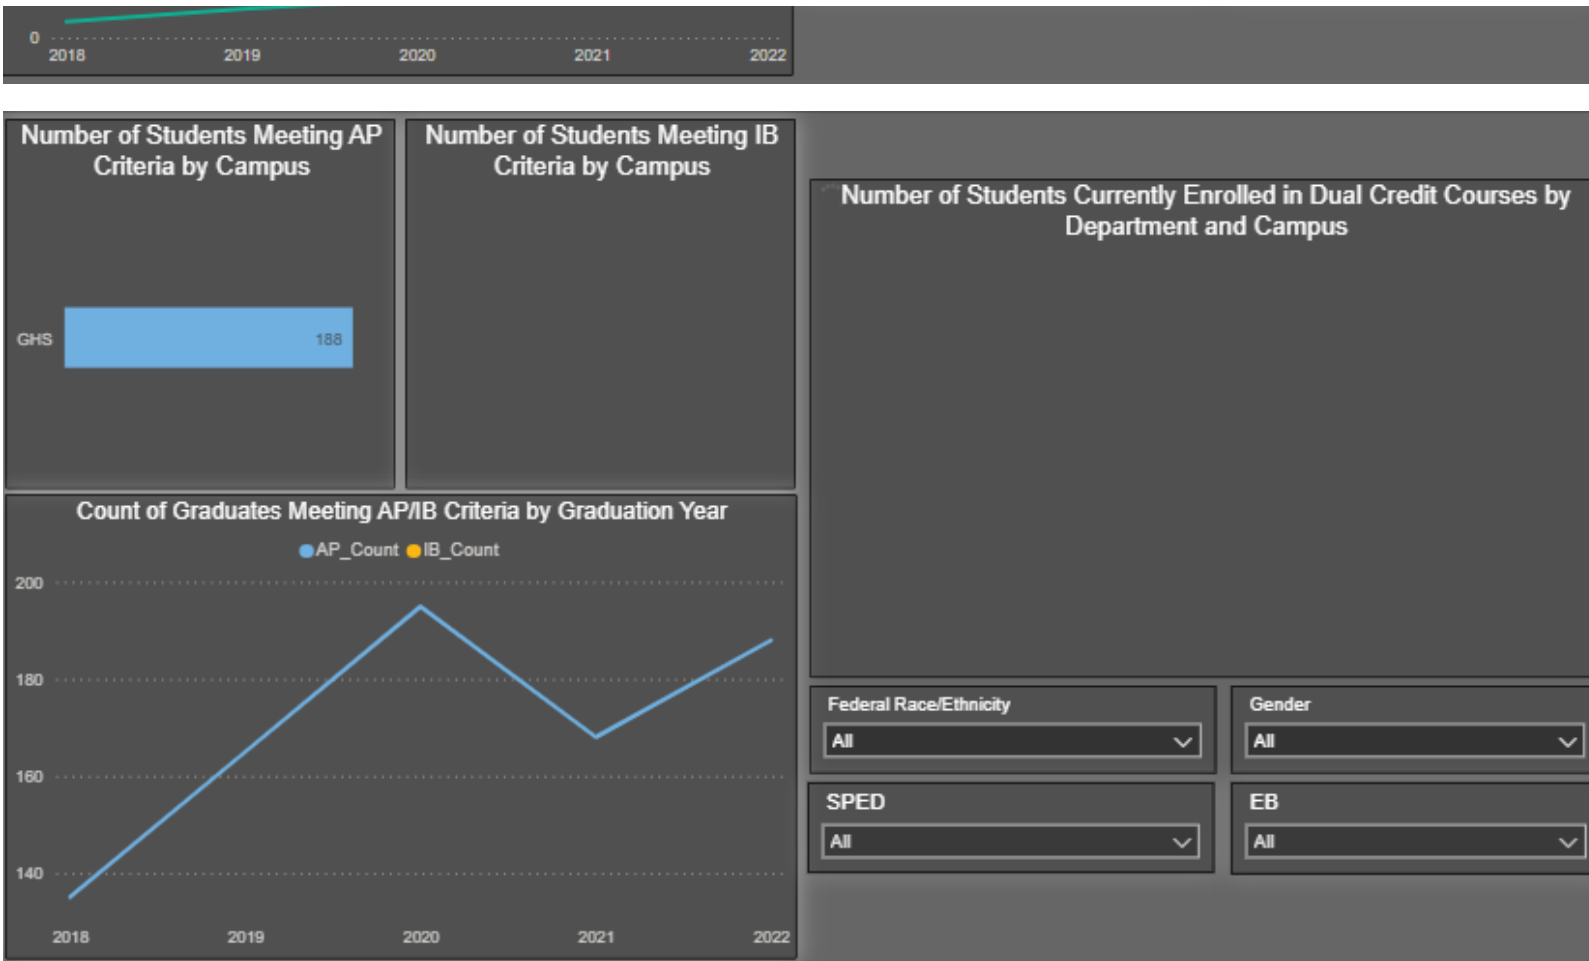 0
2018 2019 2020 2021 2022
Number of Students Meeting AP
Criteria by Campus
GHS 188
Number of Students Meeting IB
Criteria by Campus
Number of Students Currently Enrolled in Dual Credit Courses by
Department and Campus
Count of Graduates Meeting AP/IB Criteria by Graduation Year
AP_Count IB_Count
200
180
160
140
2018 2019 2020 2021 2022
Federal Race/Ethnicity
All
Gender
All
SPED
All
EB
All